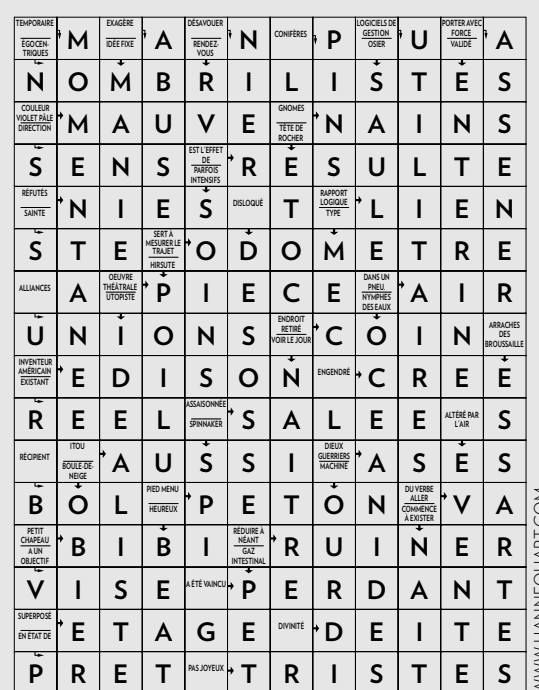 TEMPORAIRE ÉGOCEN-TRIQUES M EXAGÈRE IDÉE FIXE A DÉSAVOUER RENDEZ-VOUS N CONIFÈRES P LOGICIELS DE GESTION OSIER U PORTER AVEC FORCE VALIDÉ A
N O M B R I L I S T E S
COULEUR VIOLET PÂLE DIRECTION M A U V E GNOMES TÊTE DE ROCHER N A I N S
S E N S EST L'EFFET DE PARFOIS INTENSIFS R E S U L T E
RÉFUTÉS SAINTE N I E S DISLOQUÉ T RAPPORT LOGIQUE TYPE L I E N
S T E SERT À MESURER LE TRAJET HIRSUTE O D O M E T R E
ALLIANCES A OEUVRE THÉÂTRALE UTOPISTE P I E C E DANS UN PNEU. NYMPHES DES EAUX A I R
U N I O N S ENDROIT RETIRÉ VOIR LE JOUR C O I N ARRACHES DES BROUSSAILLE
INVENTEUR AMÉRICAIN EXISTANT E D I S O N ENGENDRÉ C R E E
R E E L ASSAISONNÉE SPINNAKER S A L E E ALTÉRÉ PAR L'AIR S
RÉCIPIENT ITOU BOULE-DE-NEIGE A U S S I DIEUX GUERRIERS MACHINE A S E S
B O L PIED MENU HEUREUX P E T O N DU VERBE ALLER COMMENCE À EXISTER V A
PETIT CHAPEAU A UN OBJECTIF B I B I RÉDUIRE À NÉANT GAZ INTESTINAL R U I N E R
V I S E A ÉTÉ VAINCU P E R D A N T
SUPERPOSÉ EN ÉTAT DE E T A G E DIVINITÉ D E I T E
P R E T PAS JOYEUX T R I S T E S
WWW.HANNEQUART.COM